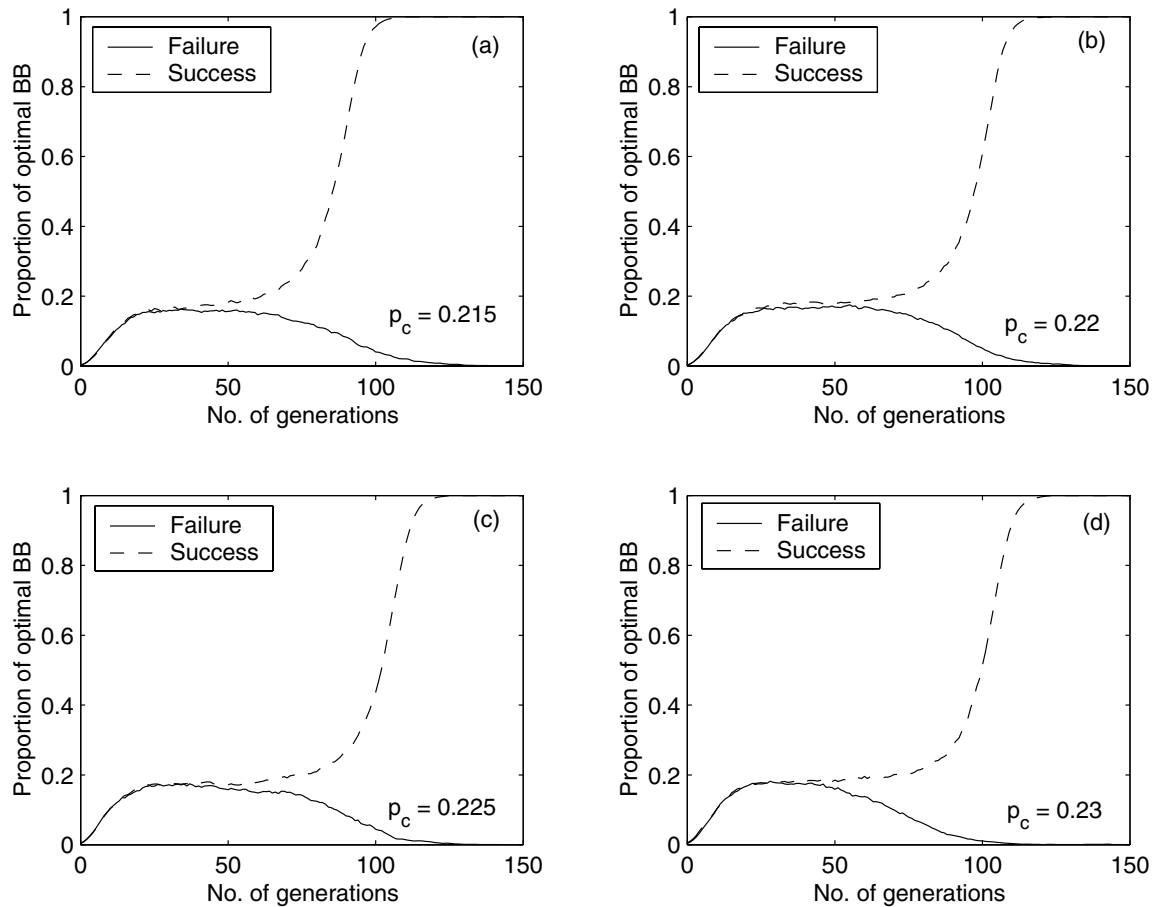 Proportion of optimal BB
1
0.8
0.6
0.4
0.2
0
Failure
Success
(a)
p_c = 0.215
0 50 100 150
No. of generations
Proportion of optimal BB
1
0.8
0.6
0.4
0.2
0
Failure
Success
(b)
p_c = 0.22
0 50 100 150
No. of generations
Proportion of optimal BB
1
0.8
0.6
0.4
0.2
0
Failure
Success
(c)
p_c = 0.225
0 50 100 150
No. of generations
Proportion of optimal BB
1
0.8
0.6
0.4
0.2
0
Failure
Success
(d)
p_c = 0.23
0 50 100 150
No. of generations